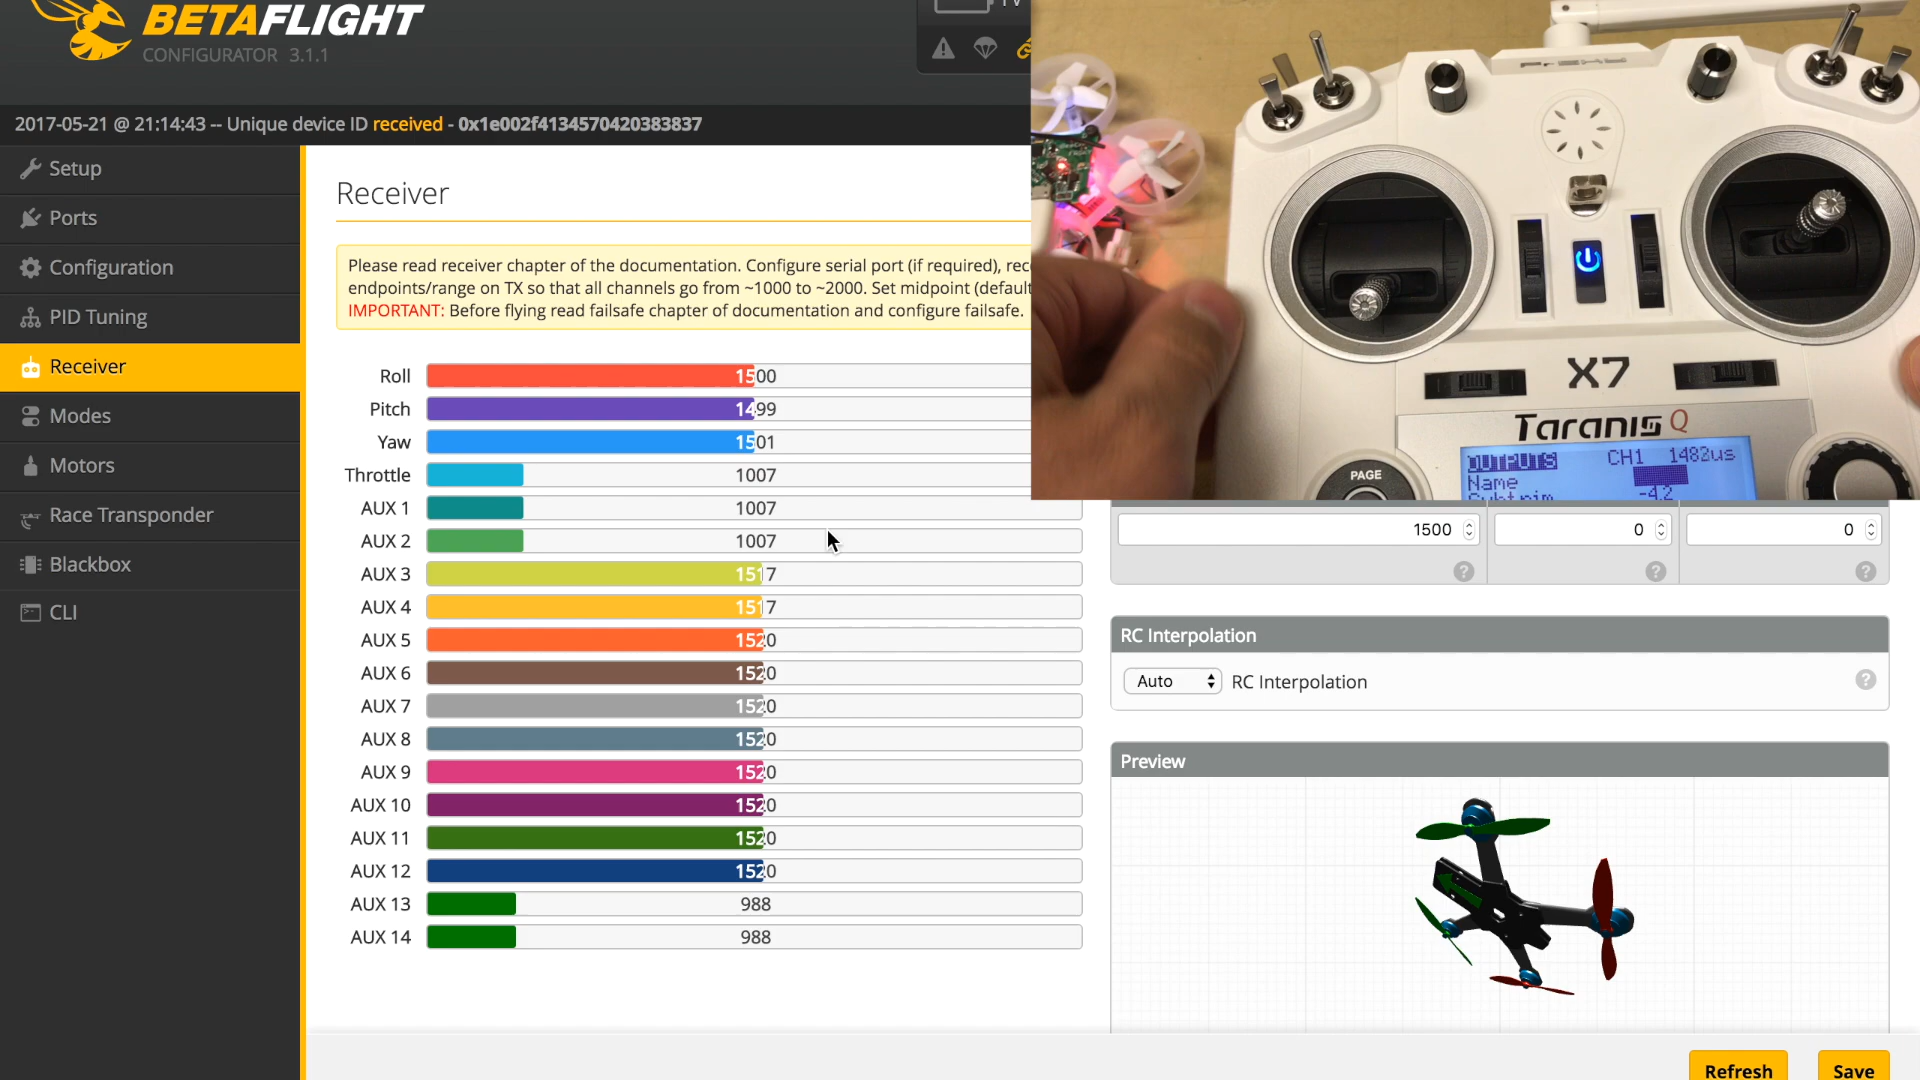 BETAFLIGHT
CONFIGURATOR 3.1.1
2017-05-21 @ 21:14:43 -- Unique device ID received - 0x1e002f4134570420383837
Setup
Ports
Configuration
PID Tuning
Receiver
Modes
Motors
Race Transponder
Blackbox
CLI
Receiver
Please read receiver chapter of the documentation. Configure serial port (if required), rec
endpoints/range on TX so that all channels go from ~1000 to ~2000. Set midpoint (default
IMPORTANT: Before flying read failsafe chapter of documentation and configure failsafe.
Roll 1500
Pitch 1499
Yaw 1501
Throttle 1007
AUX 1 1007
AUX 2 1007
AUX 3 1517
AUX 4 1517
AUX 5 1520
AUX 6 1520
AUX 7 1520
AUX 8 1520
AUX 9 1520
AUX 10 1520
AUX 11 1520
AUX 12 1520
AUX 13 988
AUX 14 988
X7
Taranis Q
PAGE
OUTPUTS CH1 1482us
Name
-4.2
1500 0 0
? ? ?
RC Interpolation
Auto RC Interpolation ?
Preview
Refresh Save